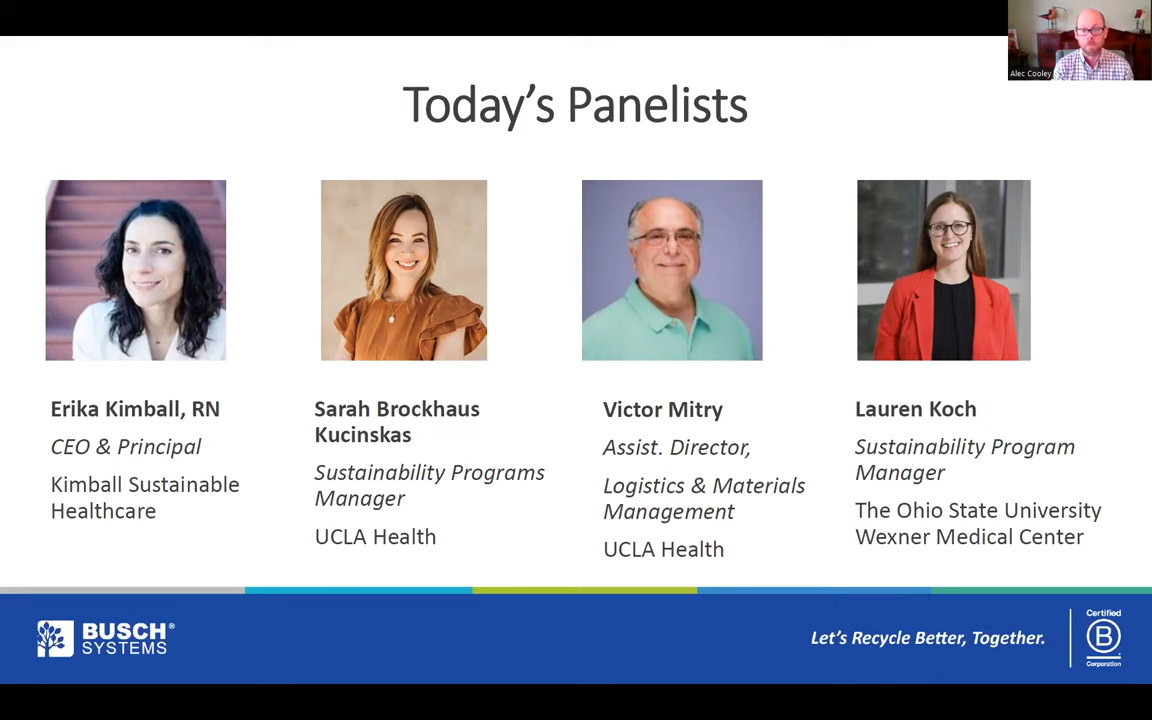 Alec Cooley
Today's Panelists
Erika Kimball, RN
CEO & Principal
Kimball Sustainable
Healthcare
Sarah Brockhaus
Kucinskas
Sustainability Programs
Manager
UCLA Health
Victor Mitry
Assist. Director,
Logistics & Materials
Management
UCLA Health
Lauren Koch
Sustainability Program
Manager
The Ohio State University
Wexner Medical Center
BUSCH®
SYSTEMS
Let's Recycle Better, Together.
Certified
B
Corporation